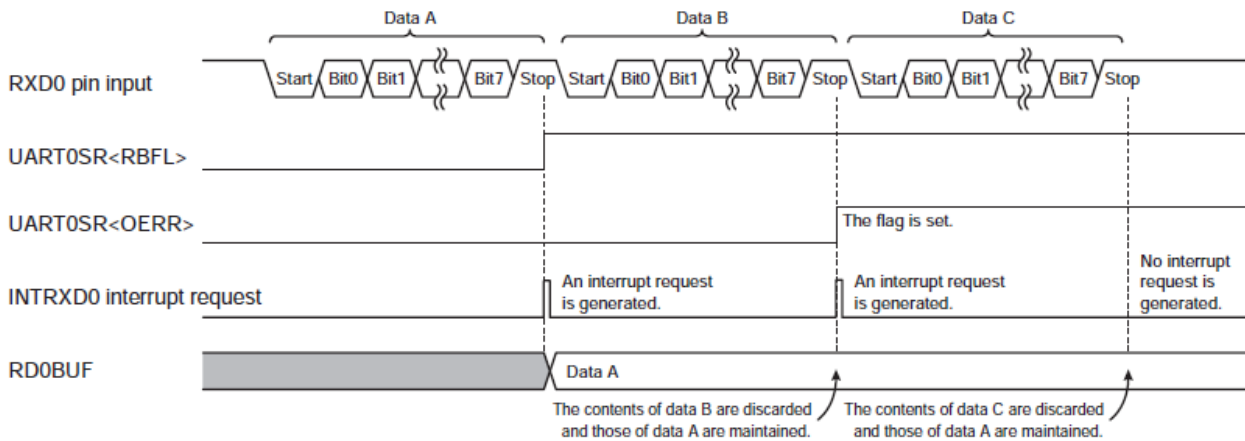 Data A Data B Data C
RXD0 pin input Start Bit0 Bit1 Bit7 Stop Start Bit0 Bit1 Bit7 Stop Start Bit0 Bit1 Bit7 Stop
UART0SR<RBFL>
UART0SR<OERR> The flag is set.
INTRXD0 interrupt request
An interrupt request
is generated.
An interrupt request
is generated.
No interrupt
request is
generated.
RD0BUF Data A
The contents of data B are discarded
and those of data A are maintained.
The contents of data C are discarded
and those of data A are maintained.